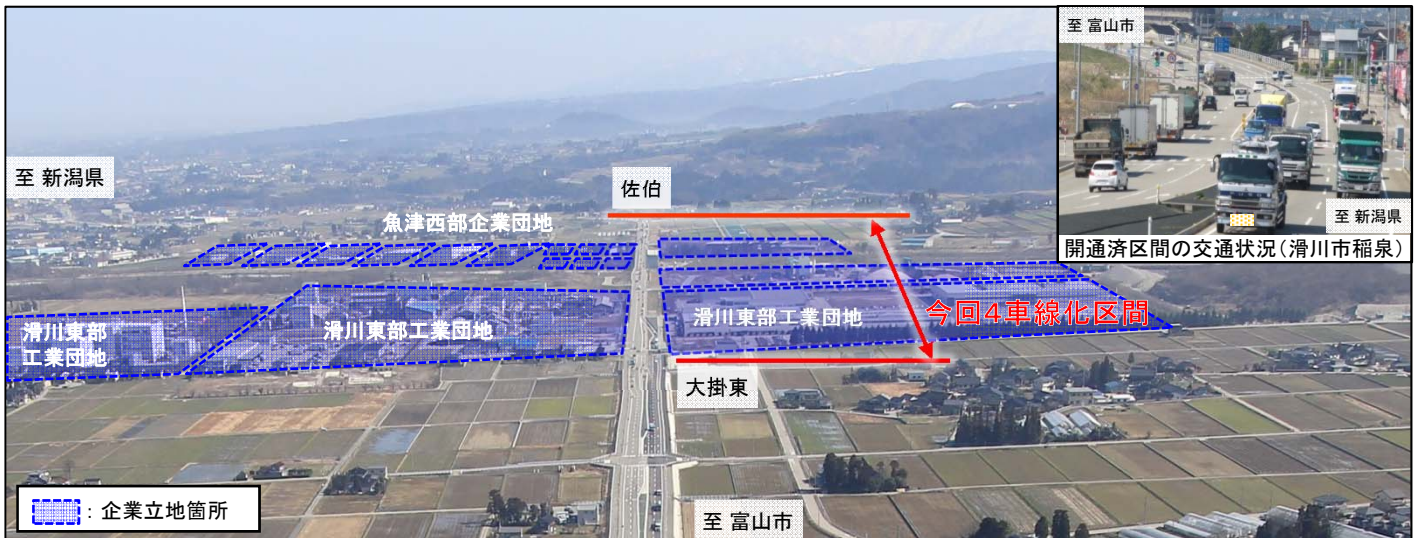 至 富山市
至 新潟県
開通済区間の交通状況(滑川市稲泉)
至 新潟県
佐伯
魚津西部企業団地
今回4車線化区間
滑川東部
工業団地
滑川東部工業団地
滑川東部工業団地
大掛東
:企業立地箇所
至 富山市